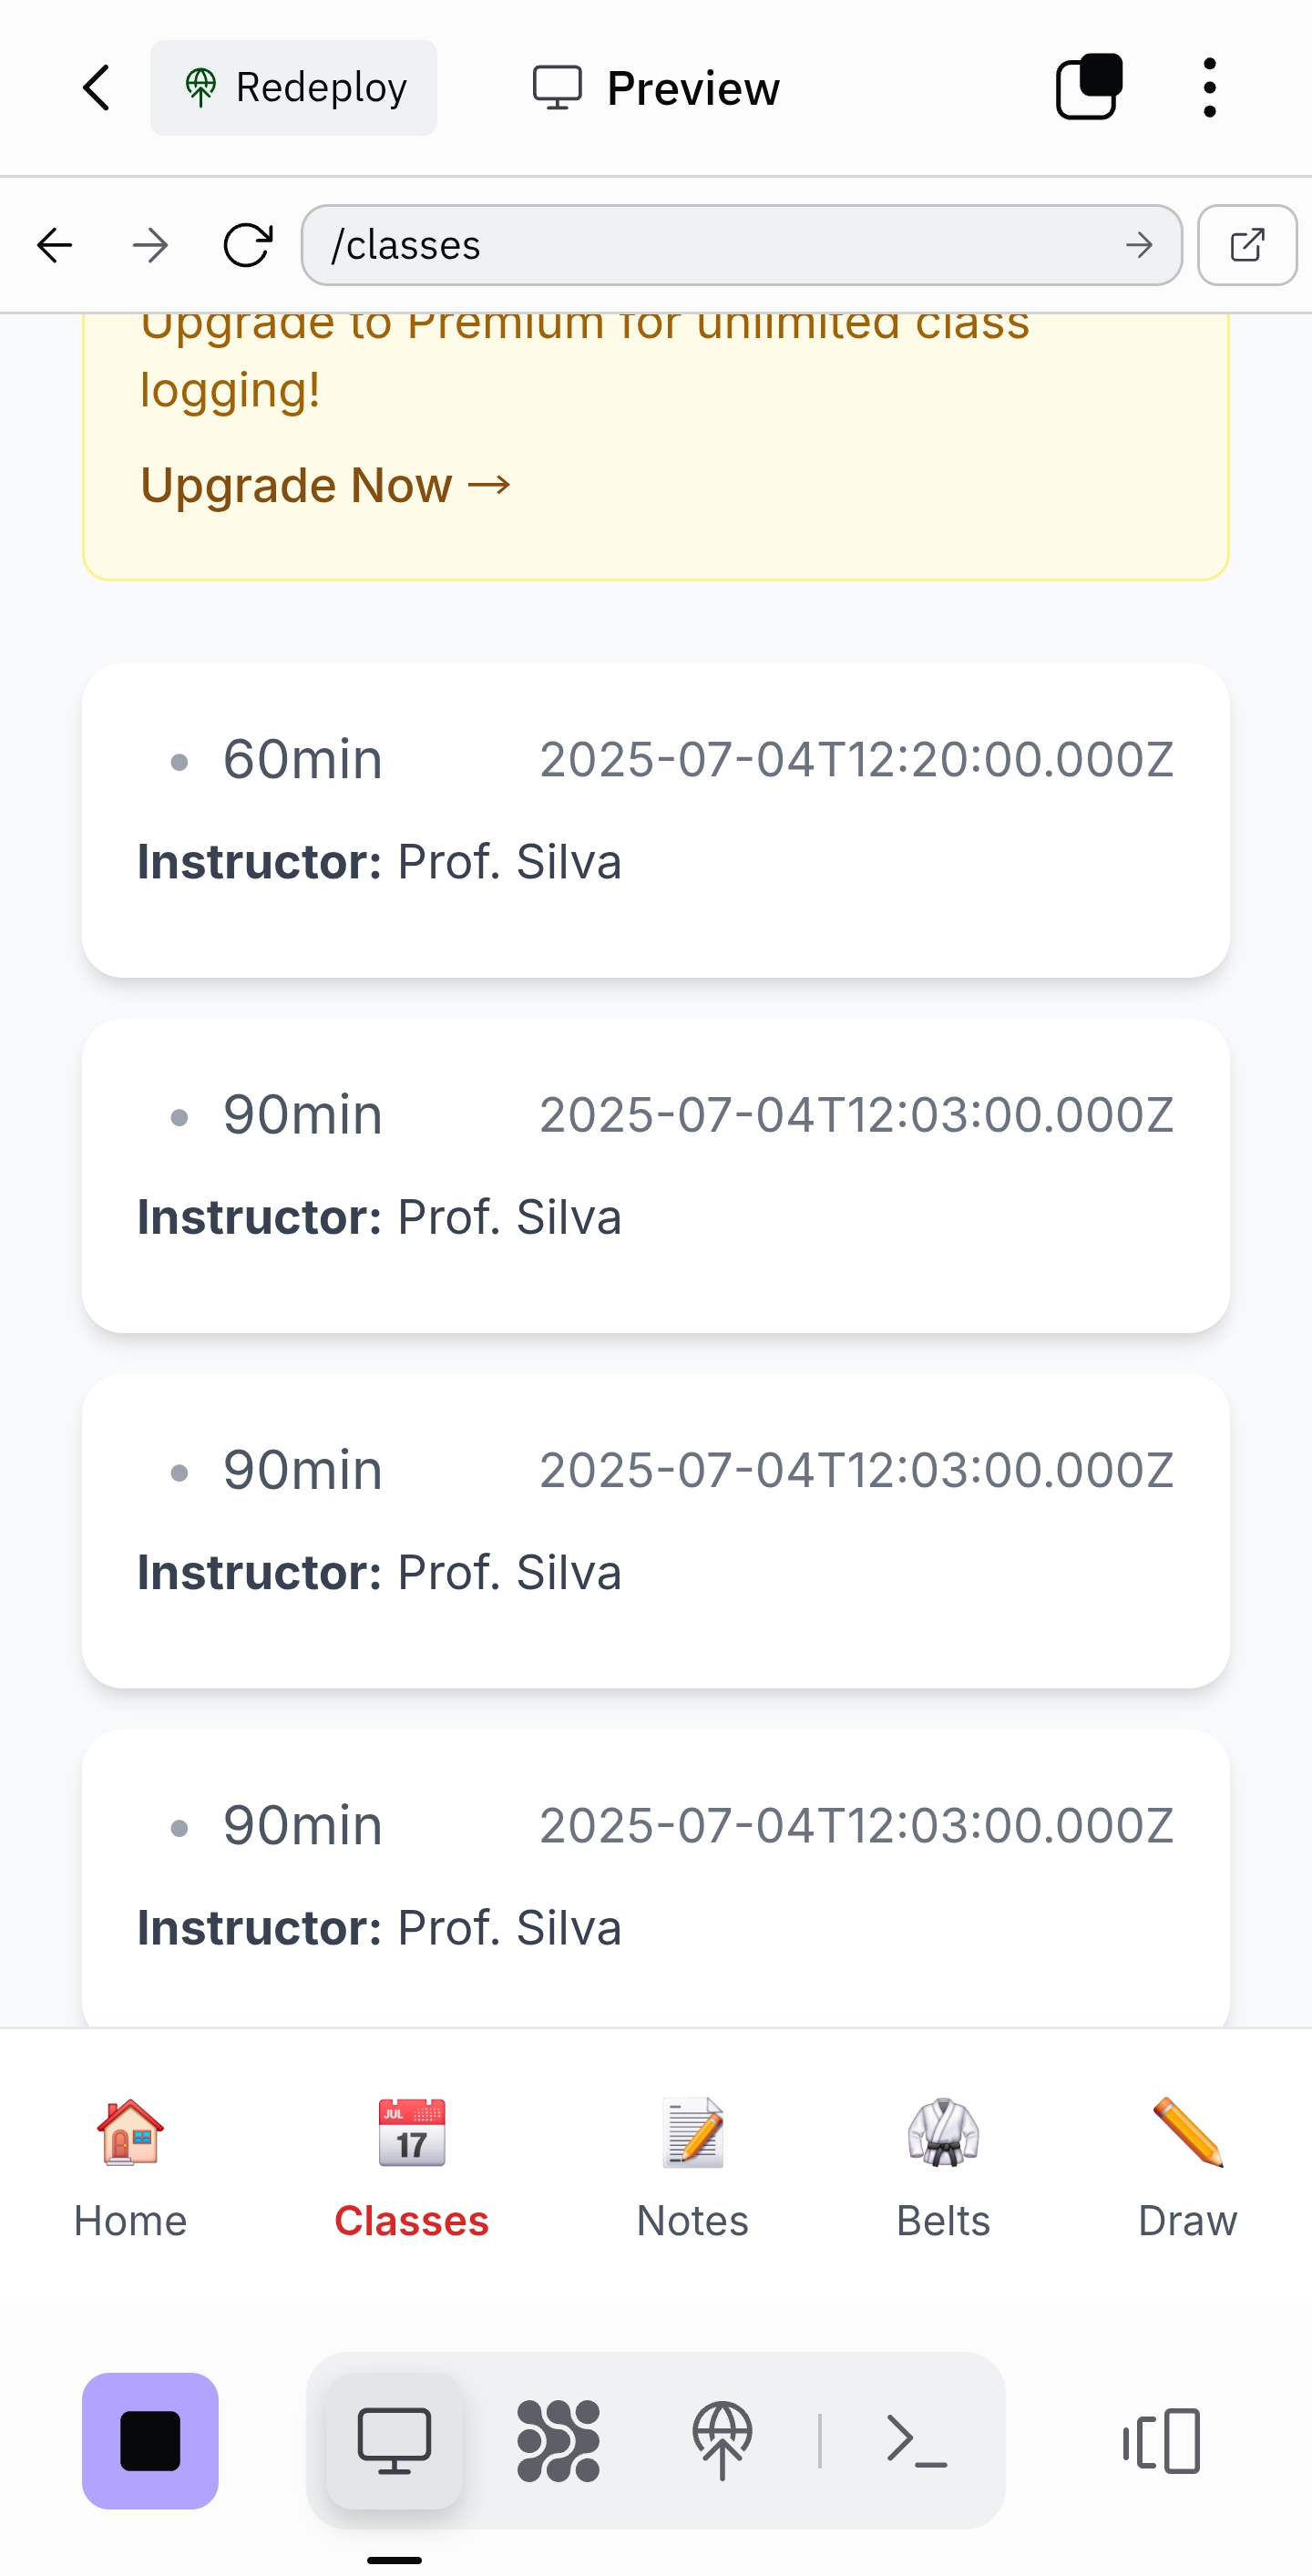 Redeploy
Preview
/classes
Upgrade to Premium for unlimited class
logging!
Upgrade Now →
• 60min 2025-07-04T12:20:00.000Z
Instructor: Prof. Silva
• 90min 2025-07-04T12:03:00.000Z
Instructor: Prof. Silva
• 90min 2025-07-04T12:03:00.000Z
Instructor: Prof. Silva
• 90min 2025-07-04T12:03:00.000Z
Instructor: Prof. Silva
JUL
17
Home Classes Notes Belts Draw